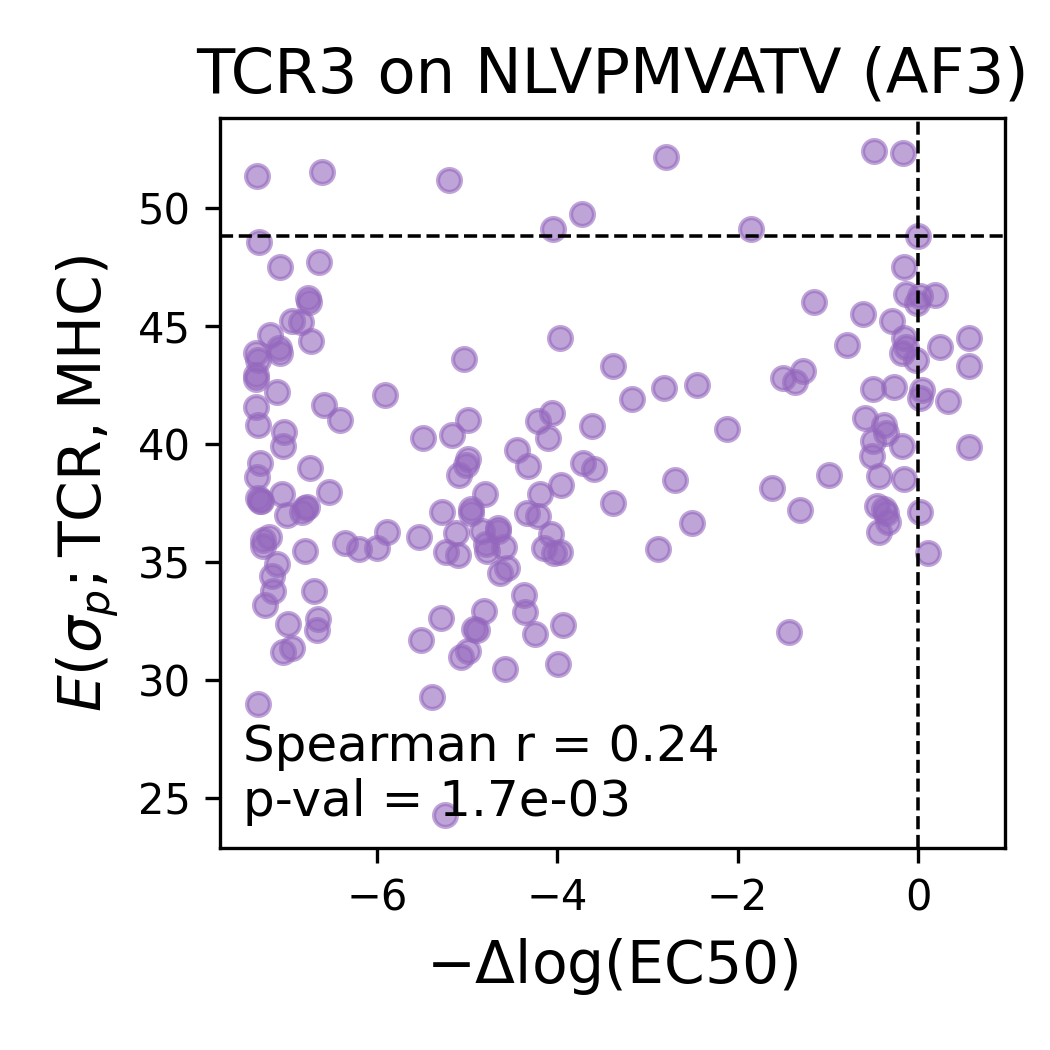 TCR3 on NLVPMVATV (AF3)
E(σₚ; TCR, MHC)
50
45
40
35
30
25
Spearman r = 0.24
p-val = 1.7e-03
−6
−4
−2
0
−Δlog(EC50)